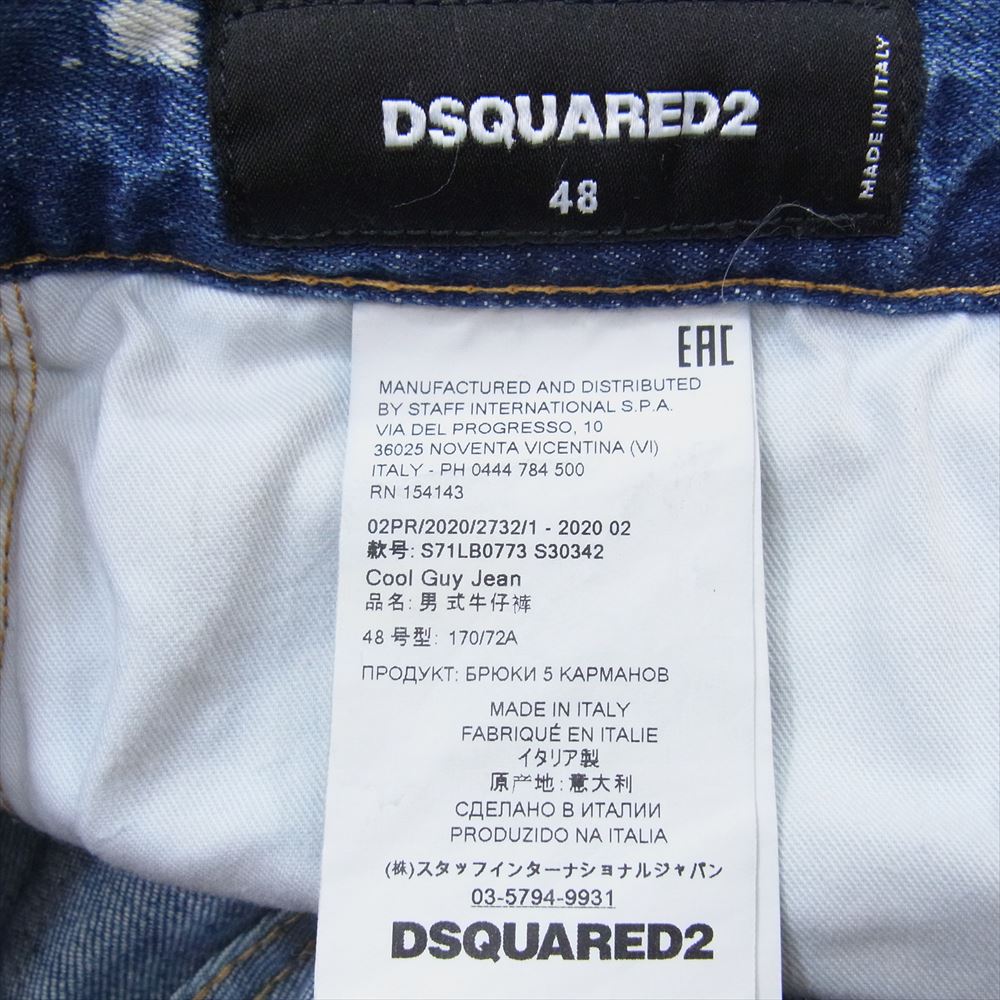 DSQUARED2
48
MADE IN ITALY
EAC
MANUFACTURED AND DISTRIBUTED
BY STAFF INTERNATIONAL S.P.A.
VIA DEL PROGRESSO, 10
36025 NOVENTA VICENTINA (VI)
ITALY - PH 0444 784 500
RN 154143
02PR/2020/2732/1 - 2020 02
款号: S71LB0773 S30342
Cool Guy Jean
品名: 男 式牛仔裤
48 号型: 170/72A
ПРОДУКТ: БРЮКИ 5 КАРМАНОВ
MADE IN ITALY
FABRIQUÉ EN ITALIE
イタリア製
原产地: 意大利
СДЕЛАНО В ИТАЛИИ
PRODUZIDO NA ITALIA
(株)スタッフインターナショナルジャパン
03-5794-9931
DSQUARED2